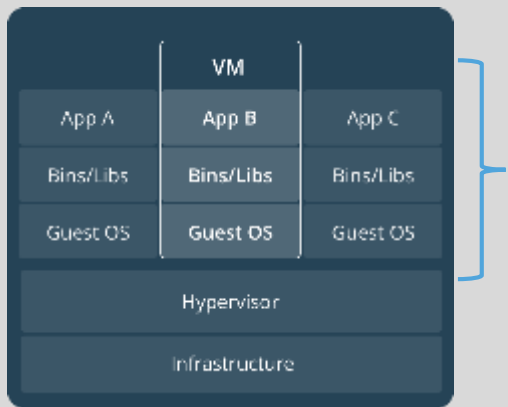 VM
App A App B App C
Bins/Libs Bins/Libs Bins/Libs
Guest OS Guest OS Guest OS
Hypervisor
Infrastructure